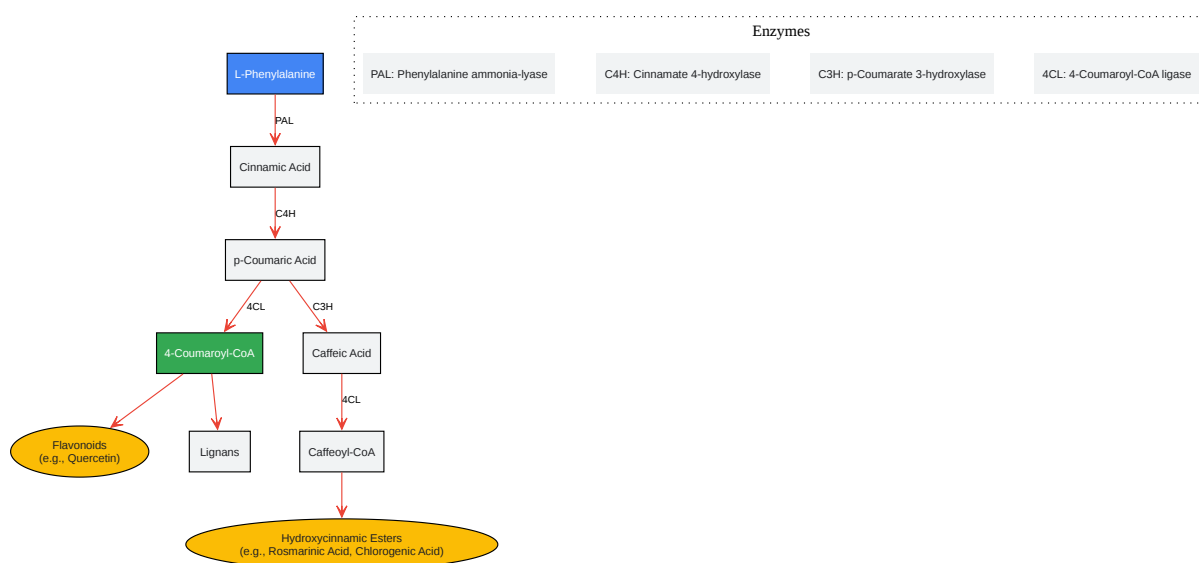 Enzymes
L-Phenylalanine
PAL: Phenylalanine ammonia-lyase
C4H: Cinnamate 4-hydroxylase
C3H: p-Coumarate 3-hydroxylase
4CL: 4-Coumaroyl-CoA ligase
PAL
Cinnamic Acid
C4H
p-Coumaric Acid
4CL
C3H
4-Coumaroyl-CoA
Caffeic Acid
4CL
Flavonoids
(e.g., Quercetin)
Lignans
Caffeoyl-CoA
Hydroxycinnamic Esters
(e.g., Rosmarinic Acid, Chlorogenic Acid)